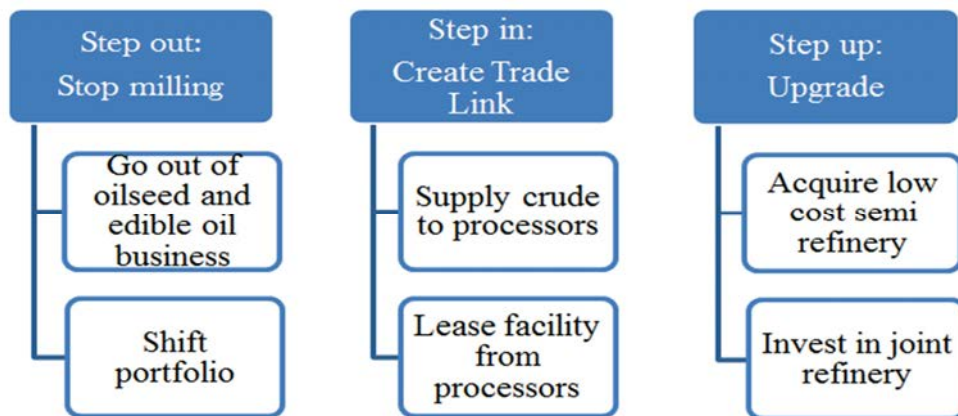 Step out:
Stop milling
Go out of
oilseed and
edible oil
business
Shift
portfolio
Step in:
Create Trade
Link
Supply crude
to processors
Lease facility
from
processors
Step up:
Upgrade
Acquire low
cost semi
refinery
Invest in joint
refinery